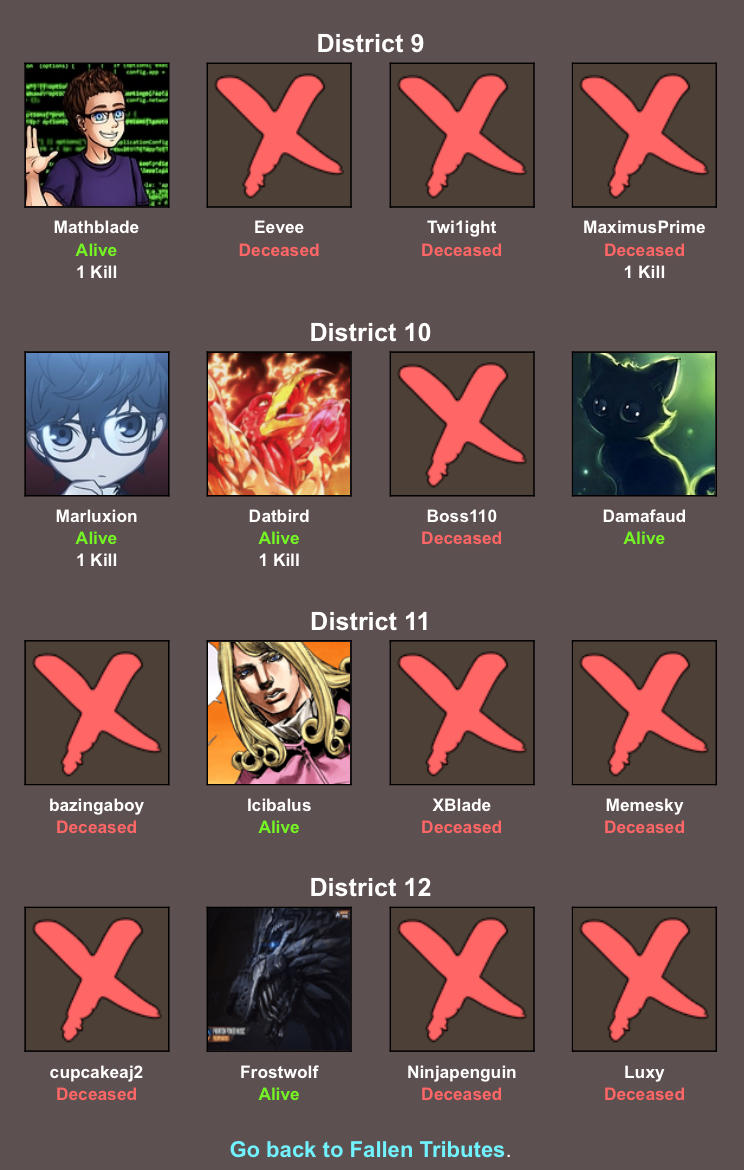 District 9
Mathblade Eevee Twi1ight MaximusPrime
Alive Deceased Deceased Deceased
1 Kill 1 Kill
District 10
Marluxion Datbird Boss110 Damafaud
Alive Alive Deceased Alive
1 Kill 1 Kill
District 11
bazingaboy Icibalus XBlade Memesky
Deceased Alive Deceased Deceased
District 12
cupcakeaj2 Frostwolf Ninjapenguin Luxy
Deceased Alive Deceased Deceased
Go back to Fallen Tributes.